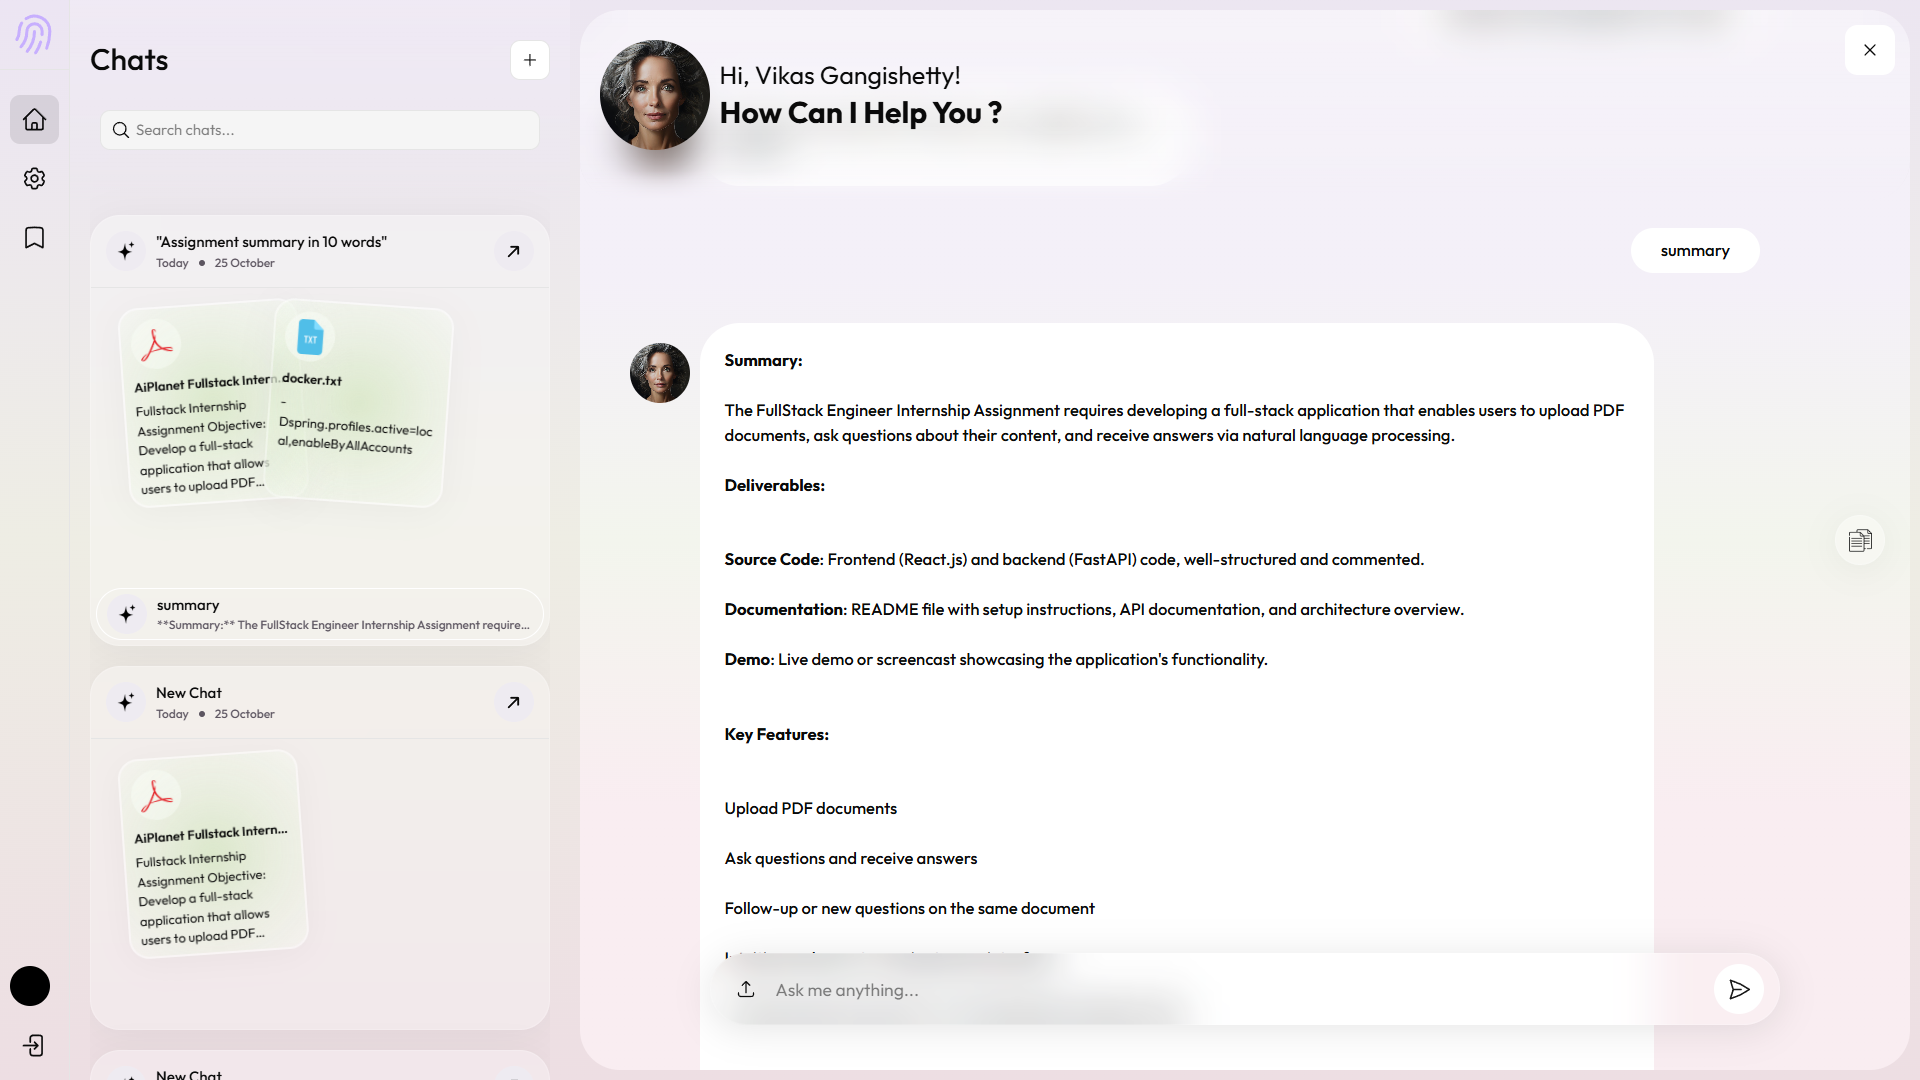 Chats
Search chats...
"Assignment summary in 10 words"
Today ● 25 October
AiPlanet Fullstack Intern...
Fullstack Internship
Assignment Objective:
Develop a full-stack
application that allows
users to upload PDF...
TXT
docker.txt
-
Dspring.profiles.active=loc
al,enableByAllAccounts
summary
**Summary:** The FullStack Engineer Internship Assignment require...
New Chat
Today ● 25 October
AiPlanet Fullstack Intern...
Fullstack Internship
Assignment Objective:
Develop a full-stack
application that allows
users to upload PDF...
New Chat
Hi, Vikas Gangishetty!
How Can I Help You ?
summary
Summary:
The FullStack Engineer Internship Assignment requires developing a full-stack application that enables users to upload PDF
documents, ask questions about their content, and receive answers via natural language processing.
Deliverables:
Source Code: Frontend (React.js) and backend (FastAPI) code, well-structured and commented.
Documentation: README file with setup instructions, API documentation, and architecture overview.
Demo: Live demo or screencast showcasing the application's functionality.
Key Features:
Upload PDF documents
Ask questions and receive answers
Follow-up or new questions on the same document
Ask me anything...